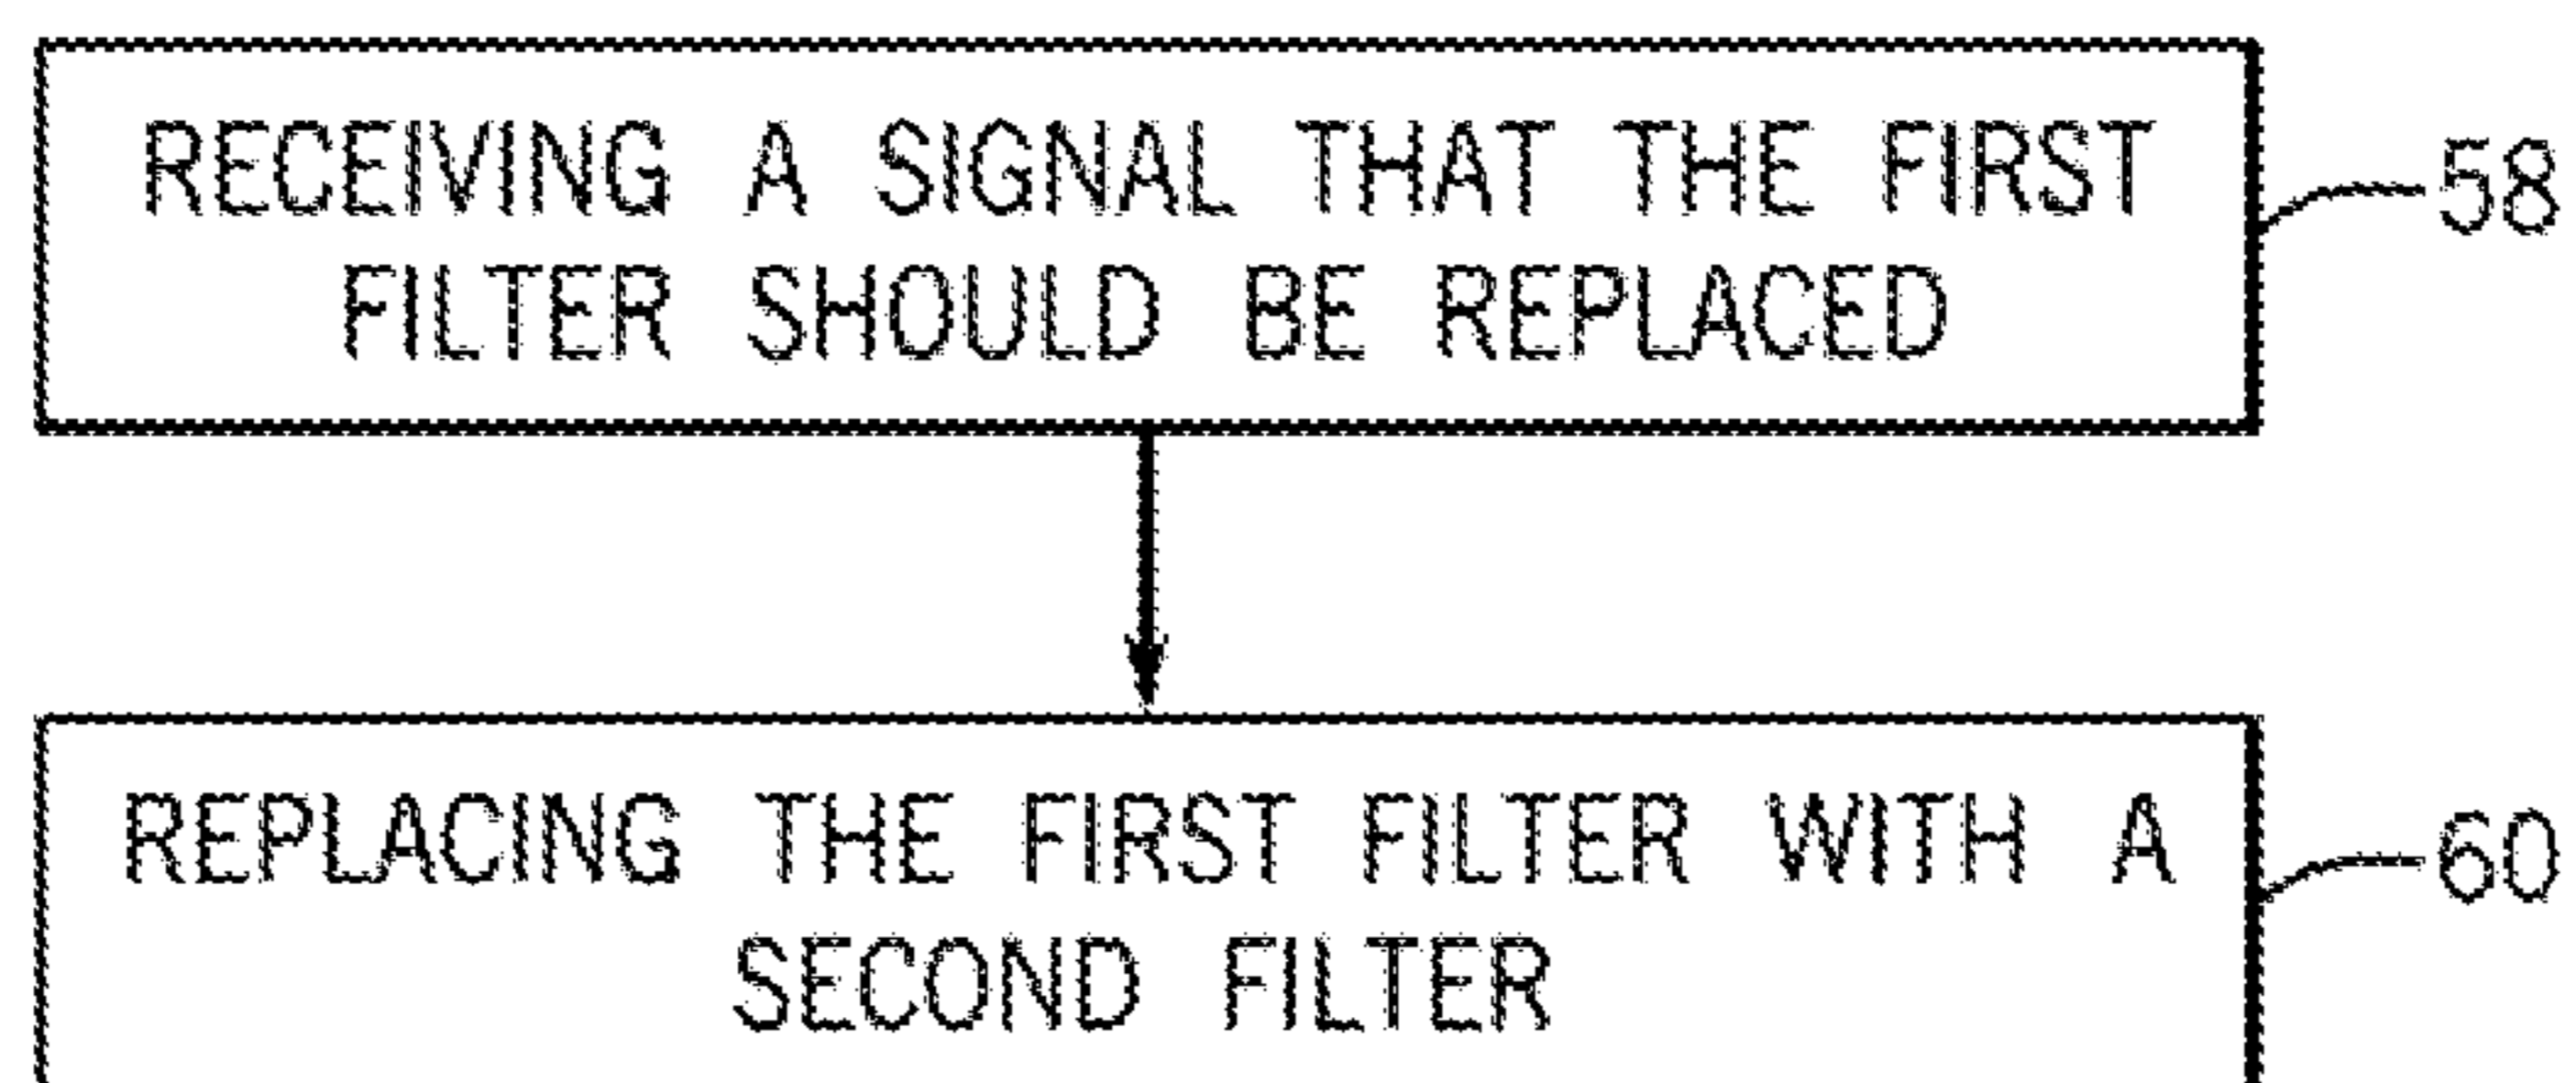 RECEIVING A SIGNAL THAT THE FIRST
FILTER SHOULD BE REPLACED
58
REPLACING THE FIRST FILTER WITH A
SECOND FILTER
60